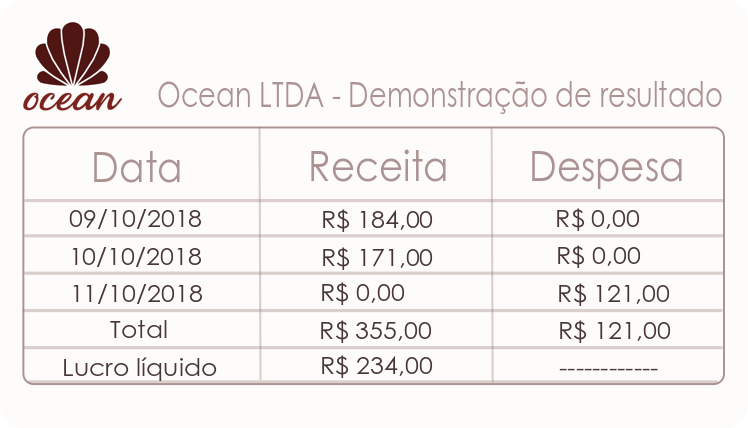 ocean
Ocean LTDA - Demonstração de resultado
Data Receita Despesa
09/10/2018 R$ 184,00 R$ 0,00
10/10/2018 R$ 171,00 R$ 0,00
11/10/2018 R$ 0,00 R$ 121,00
Total R$ 355,00 R$ 121,00
Lucro líquido R$ 234,00 ------------